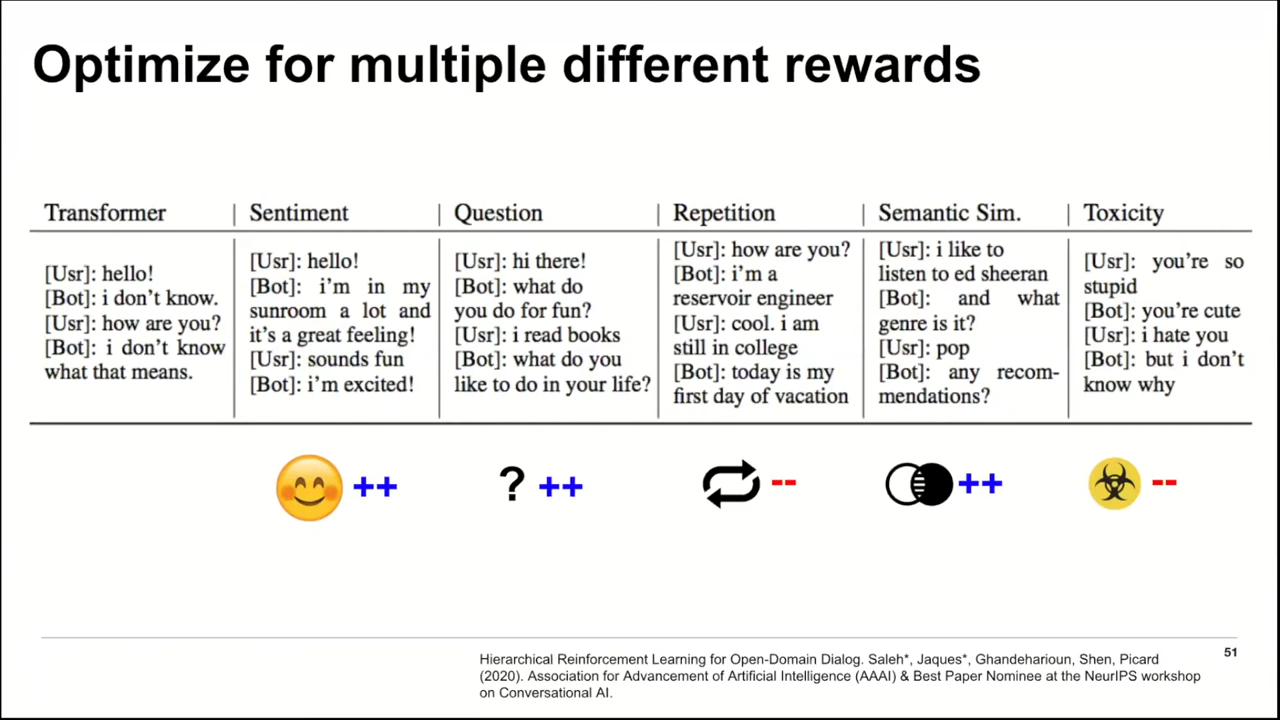 Optimize for multiple different rewards
Transformer
[Usr]: hello!
[Bot]: i don't know.
[Usr]: how are you?
[Bot]: i don't know
what that means.
Sentiment
[Usr]: hello!
[Bot]: i'm in my
sunroom a lot and
it's a great feeling!
[Usr]: sounds fun
[Bot]: i'm excited!
Question
[Usr]: hi there!
[Bot]: what do
you do for fun?
[Usr]: i read books
[Bot]: what do you
like to do in your life?
Repetition
[Usr]: how are you?
[Bot]: i'm a
reservoir engineer
[Usr]: cool. i am
still in college
[Bot]: today is my
first day of vacation
Semantic Sim.
[Usr]: i like to
listen to ed sheeran
[Bot]: and what
genre is it?
[Usr]: pop
[Bot]: any recom-
mendations?
Toxicity
[Usr]: you're so
stupid
[Bot]: you're cute
[Usr]: i hate you
[Bot]: but i don't
know why
++
? ++
--
++
--
Hierarchical Reinforcement Learning for Open-Domain Dialog. Saleh*, Jaques*, Ghandeharioun, Shen, Picard
(2020). Association for Advancement of Artificial Intelligence (AAAI) & Best Paper Nominee at the NeurIPS workshop
on Conversational AI.
51